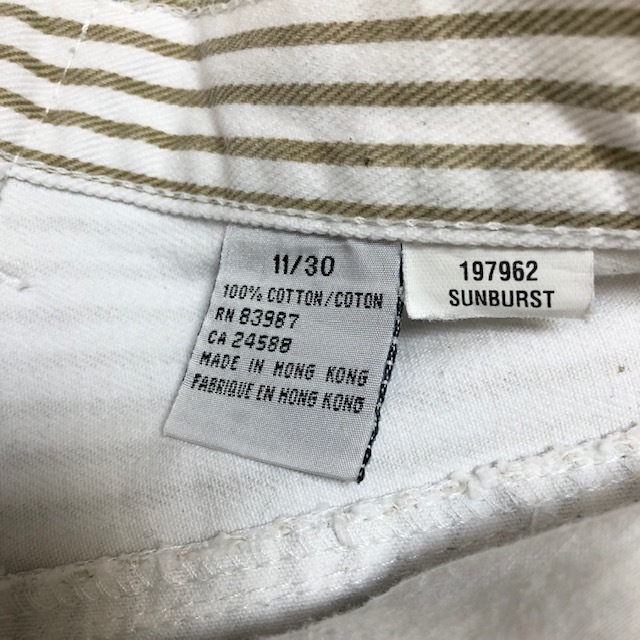 11/30
100% COTTON/COTON
RN 83987
CA 24588
MADE IN HONG KONG
FABRIQUE EN HONG KONG
197962
SUNBURST